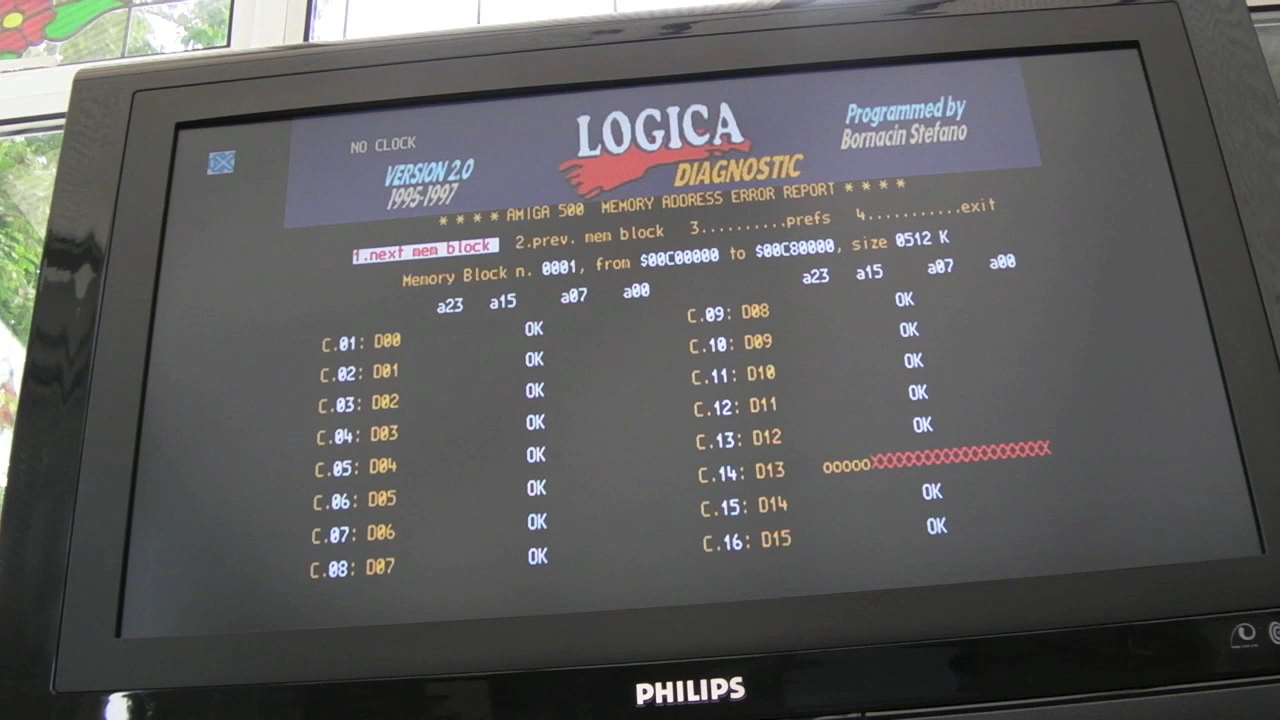 NO CLOCK
VERSION 2.0
1995-1997
LOGICA
DIAGNOSTIC
Programmed by
Bornacin Stefano
* * * * AMIGA 500 MEMORY ADDRESS ERROR REPORT * * * *
1.next mem block 2.prev. mem block 3..........prefs 4...........exit
Memory Block n. 0001, from $00C00000 to $00C80000, size 0512 K
a23 a15 a07 a00 a23 a15 a07 a00
C.01: D00 OK C.09: D08 OK
C.02: D01 OK C.10: D09 OK
C.03: D02 OK C.11: D10 OK
C.04: D03 OK C.12: D11 OK
C.05: D04 OK C.13: D12 OK
C.06: D05 OK C.14: D13 oooooXXXXXXXXXXXXXXXXXXX
C.07: D06 OK C.15: D14 OK
C.08: D07 OK C.16: D15 OK
PHILIPS